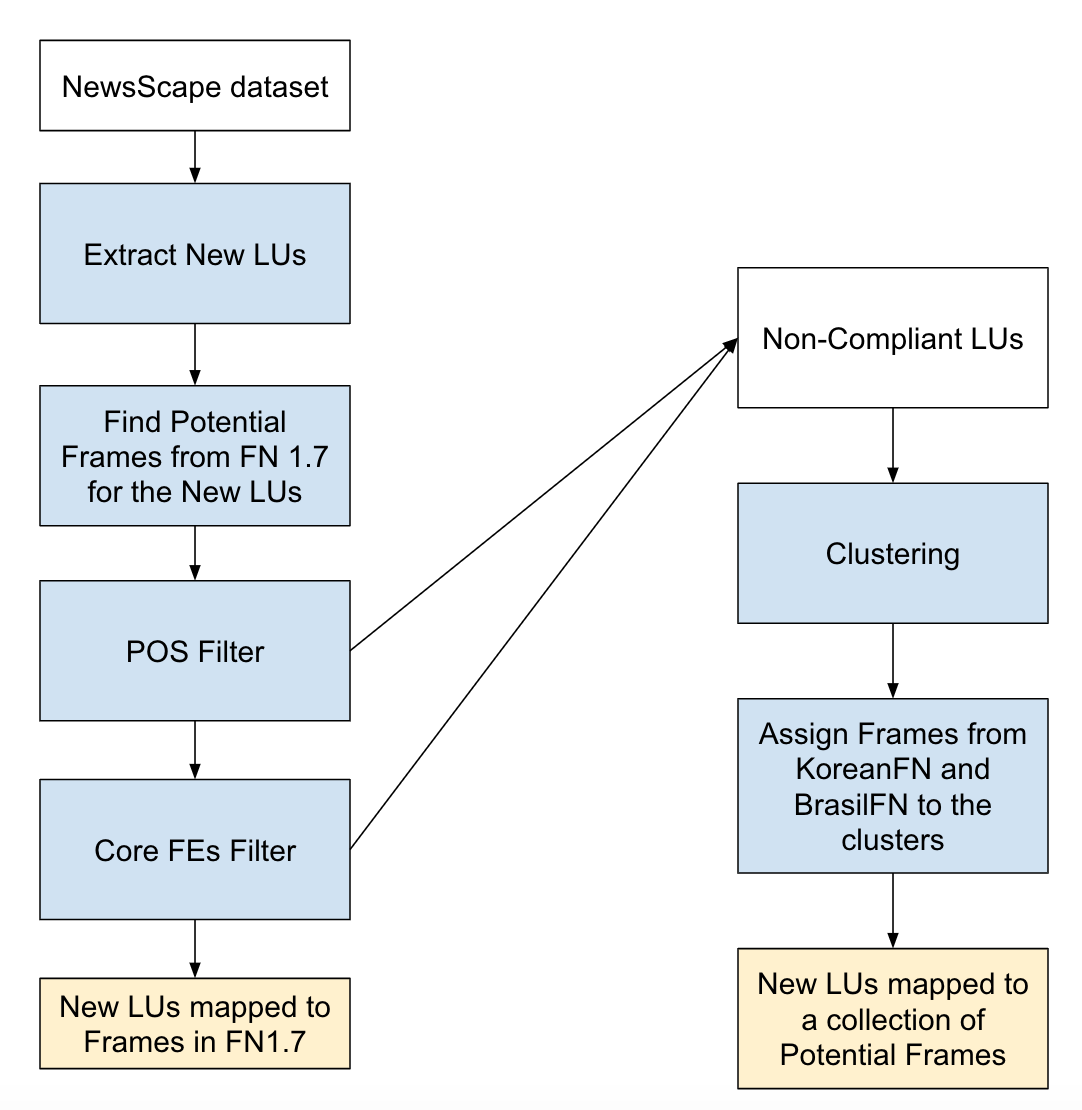 NewsScape dataset
Extract New LUs
Find Potential
Frames from FN 1.7
for the New LUs
POS Filter
Core FEs Filter
New LUs mapped to
Frames in FN1.7
Non-Compliant LUs
Clustering
Assign Frames from
KoreanFN and
BrasilFN to the
clusters
New LUs mapped to
a collection of
Potential Frames